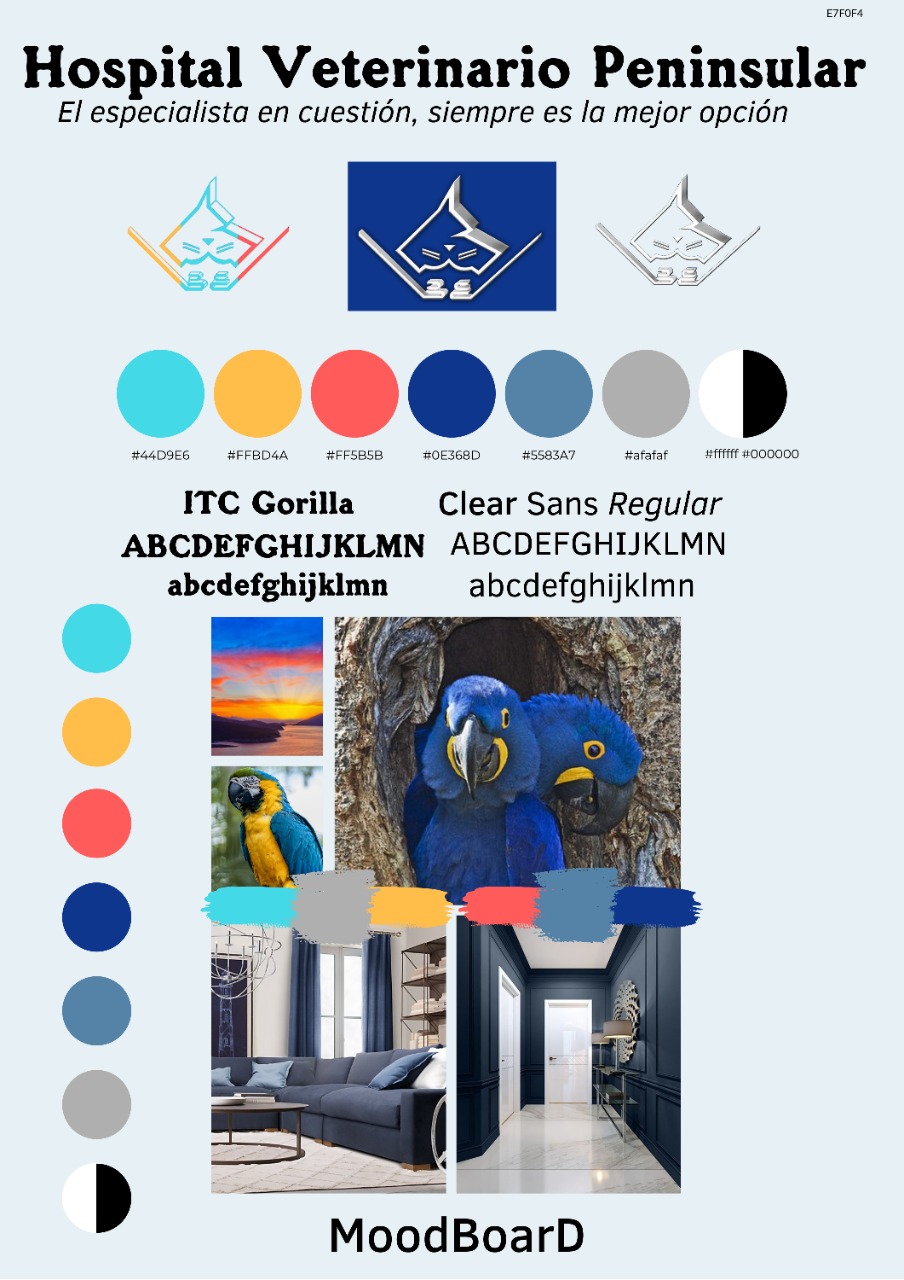 E7F0F4
Hospital Veterinario Peninsular
El especialista en cuestión, siempre es la mejor opción
#44D9E6 #FFBD4A #FF5B5B #0E368D #5583A7 #afafaf #ffffff #000000
ITC Gorilla
ABCDEFGHIJKLMN
abcdefghijklmn
Clear Sans Regular
ABCDEFGHIJKLMN
abcdefghijklmn
MoodBoarD